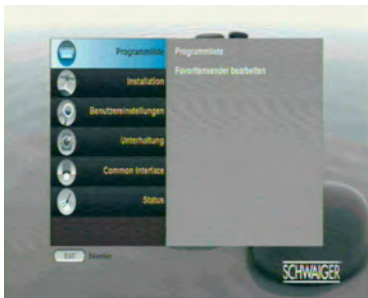 Programmliste
Installation
Benutzereinstellungen
Unterhaltung
Common Interface
Status
Programmliste
Favoritensender bearbeiten
EXIT Beenden
SCHWAIGER